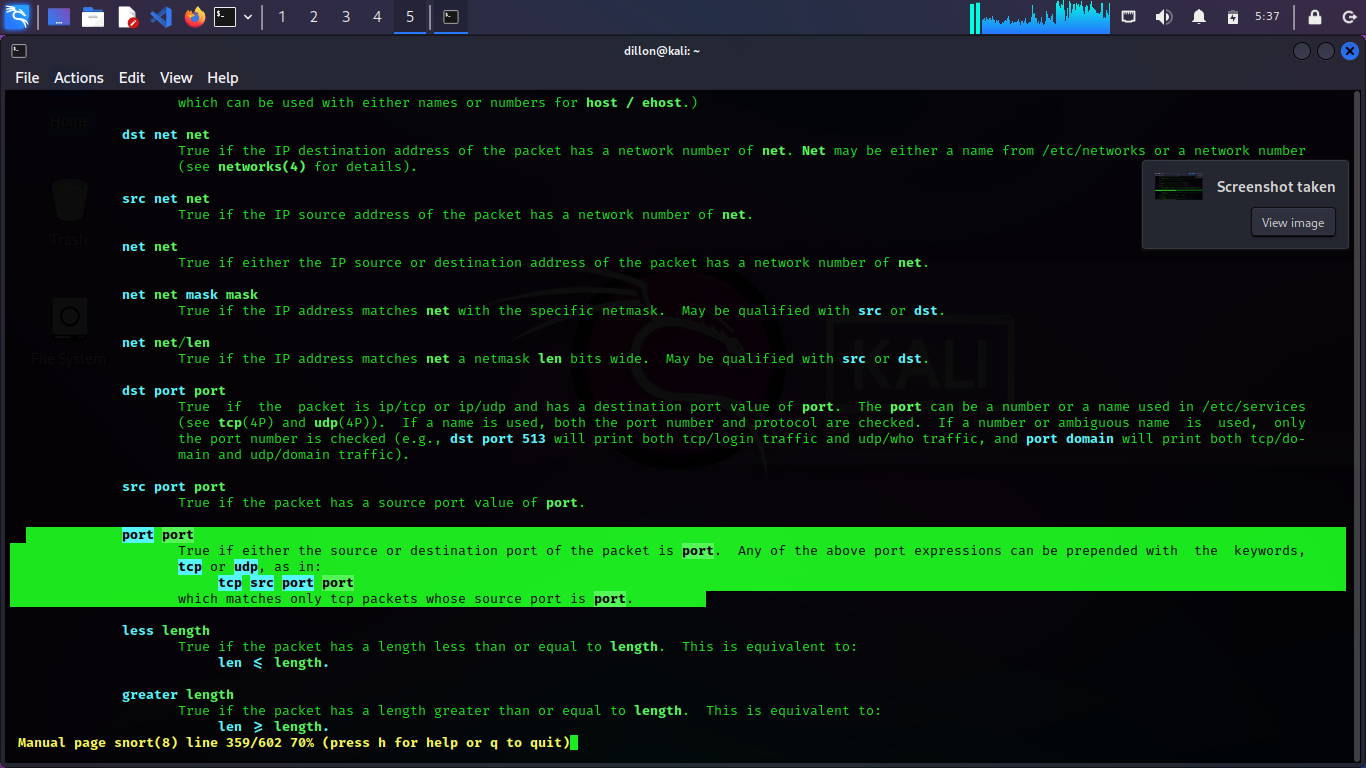 1 2 3 4 5 5:37
dillon@kali: ~
File Actions Edit View Help
which can be used with either names or numbers for host / ehost.)
dst net net
True if the IP destination address of the packet has a network number of net. Net may be either a name from /etc/networks or a network number
(see networks(4) for details).
src net net
True if the IP source address of the packet has a network number of net.
net net
True if either the IP source or destination address of the packet has a network number of net.
net net mask mask
True if the IP address matches net with the specific netmask.  May be qualified with src or dst.
net net/len
True if the IP address matches net a netmask len bits wide.  May be qualified with src or dst.
dst port port
True  if  the  packet is ip/tcp or ip/udp and has a destination port value of port.  The port can be a number or a name used in /etc/services
(see tcp(4P) and udp(4P)).  If a name is used, both the port number and protocol are checked.  If a number or ambiguous name  is  used,  only
the port number is checked (e.g., dst port 513 will print both tcp/login traffic and udp/who traffic, and port domain will print both tcp/do-
main and udp/domain traffic).
src port port
True if the packet has a source port value of port.
port port
True if either the source or destination port of the packet is port.  Any of the above port expressions can be prepended with  the  keywords,
tcp or udp, as in:
tcp src port port
which matches only tcp packets whose source port is port.
less length
True if the packet has a length less than or equal to length.  This is equivalent to:
len ≤ length.
greater length
True if the packet has a length greater than or equal to length.  This is equivalent to:
len ≥ length.
Manual page snort(8) line 359/602 70% (press h for help or q to quit)
Screenshot taken
View image
Home
Trash
File System
KALI